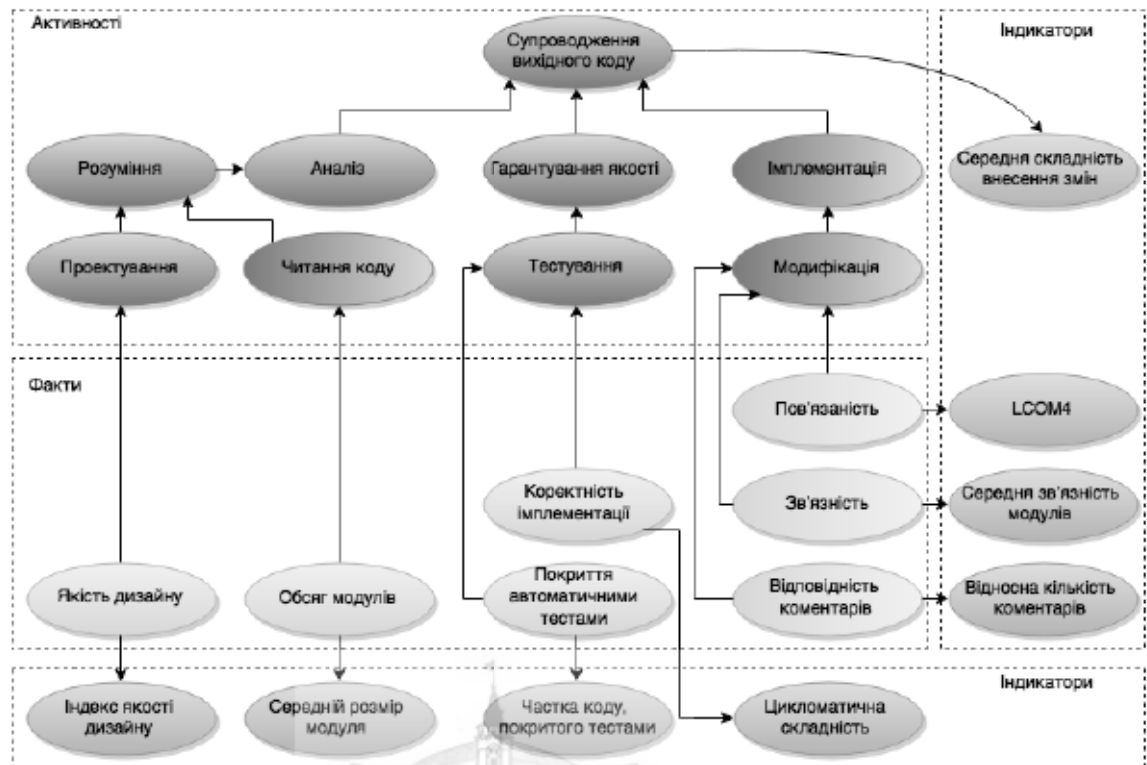 Активності
Індикатори
Супроводження
вихідного коду
Розуміння
Аналіз
Гарантування якості
Імплементація
Середня складність
внесення змін
Проектування
Читання коду
Тестування
Модифікація
Факти
Пов'язаність
LCOM4
Коректність
імплементації
Зв'язність
Середня зв'язність
модулів
Якість дизайну
Обсяг модулів
Покриття
автоматичними
тестами
Відповідність
коментарів
Відносна кількість
коментарів
Індикатори
Індекс якості
дизайну
Середній розмір
модуля
Частка коду,
покритого тестами
Цикломатична
складність